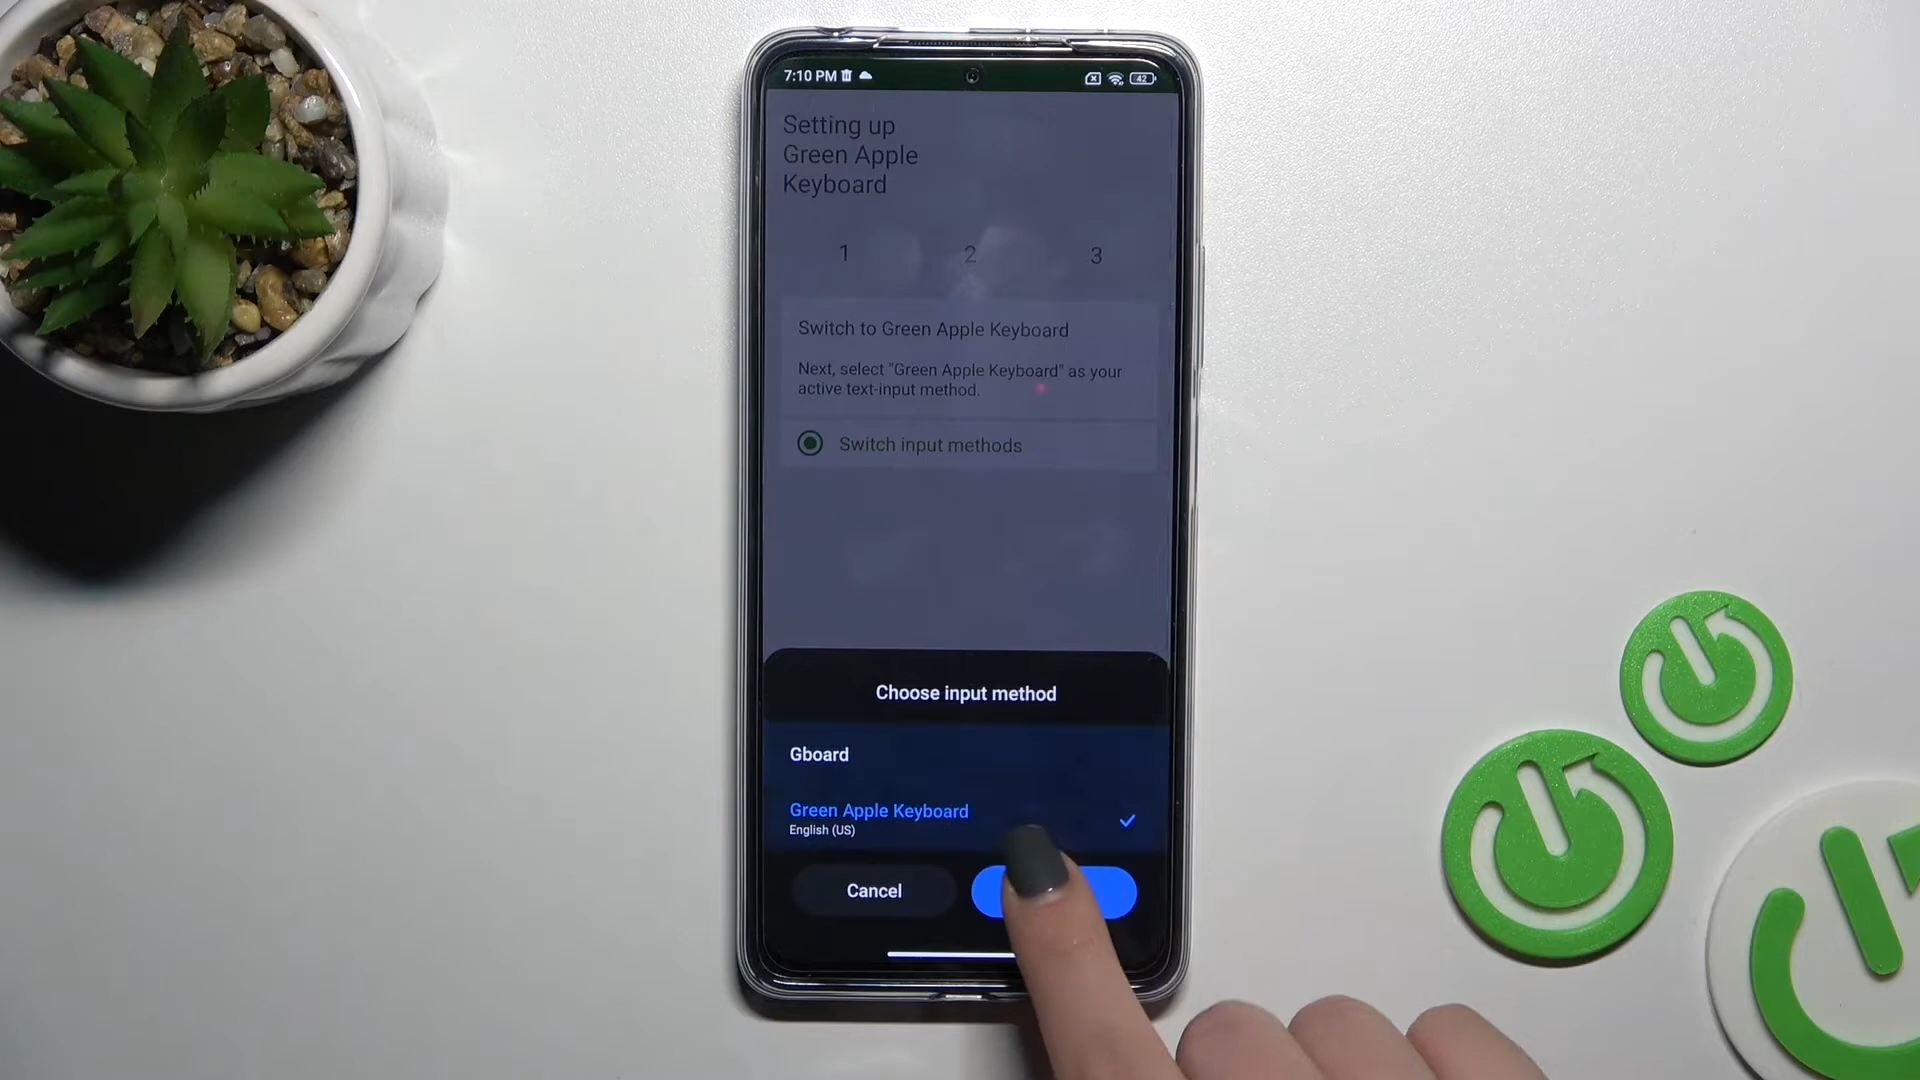 7:10 PM
42
Setting up
Green Apple
Keyboard
1 2 3
Switch to Green Apple Keyboard
Next, select "Green Apple Keyboard" as your
active text-input method.
Switch input methods
Choose input method
Gboard
Green Apple Keyboard
English (US)
Cancel